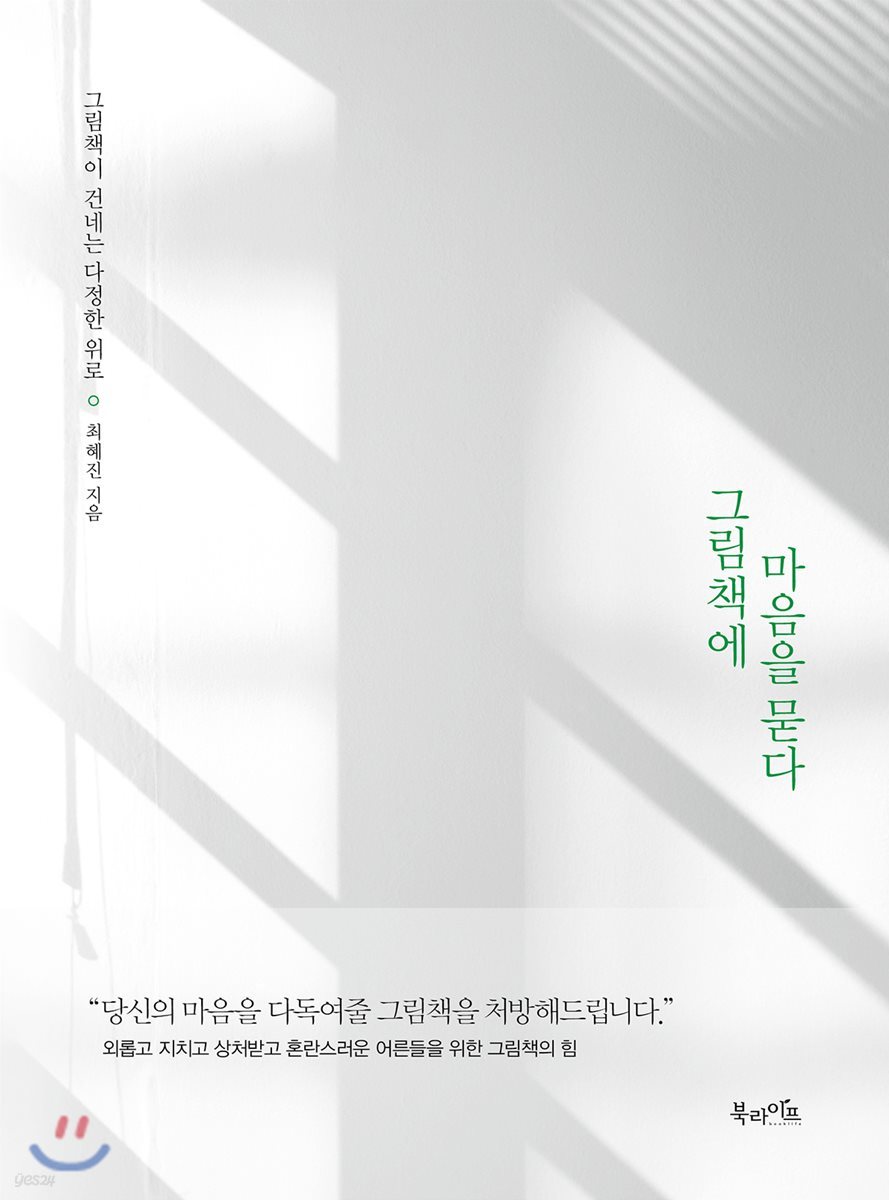 그림책이 건네는 다정한 위로
최혜진 지음
그림책에
마음을 묻다
“당신의 마음을 다독여줄 그림책을 처방해드립니다.”
외롭고 지치고 상처받고 혼란스러운 어른들을 위한 그림책의 힘
북라이프
booklife
yes24